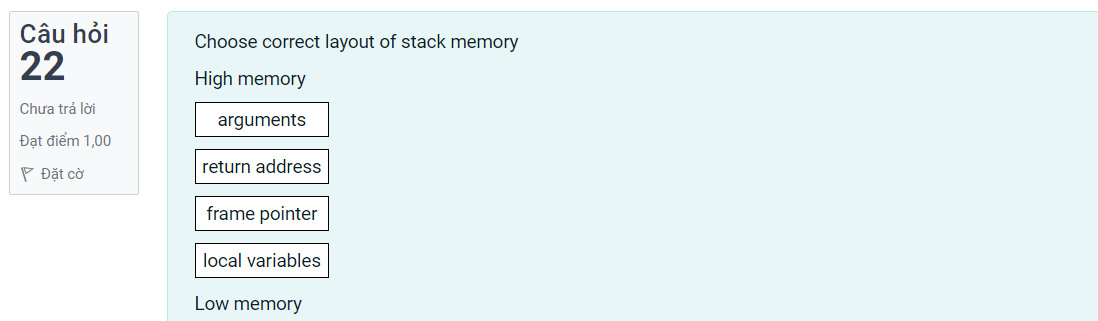 Câu hỏi
22
Chưa trả lời
Đạt điểm 1,00
Đặt cờ
Choose correct layout of stack memory
High memory
arguments
return address
frame pointer
local variables
Low memory